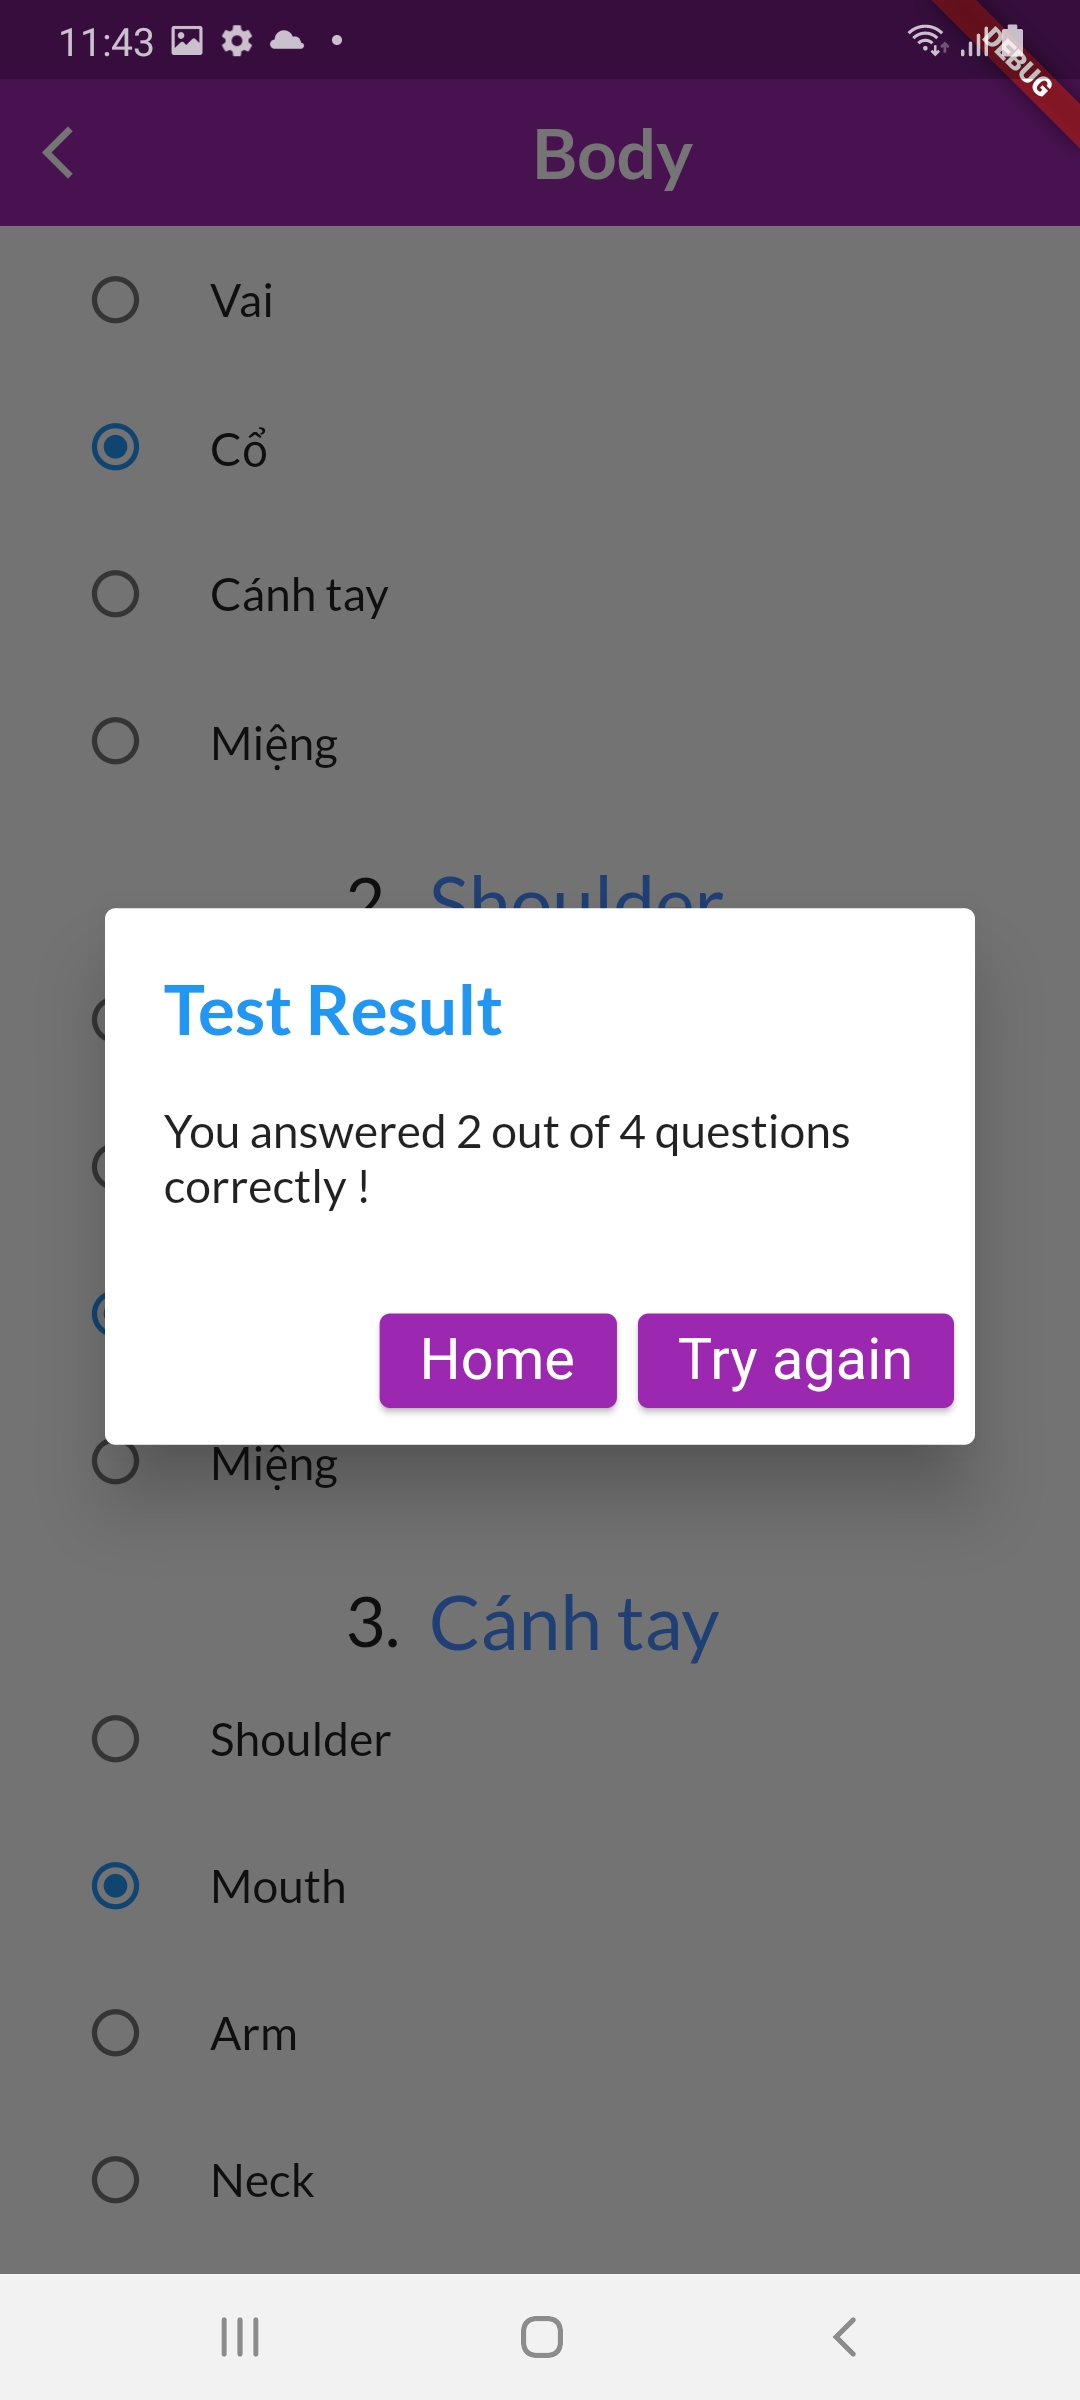 11:43
DEBUG
Body
Vai
Cổ
Cánh tay
Miệng
2. Shoulder
Test Result
You answered 2 out of 4 questions
correctly !
Home Try again
Miệng
3. Cánh tay
Shoulder
Mouth
Arm
Neck